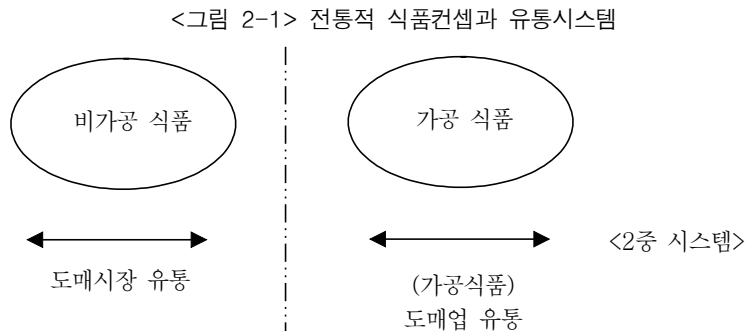 <그림 2-1> 전통적 식품컨셉과 유통시스템
비가공 식품
가공 식품
<2중 시스템>
도매시장 유통
(가공식품)
도매업 유통